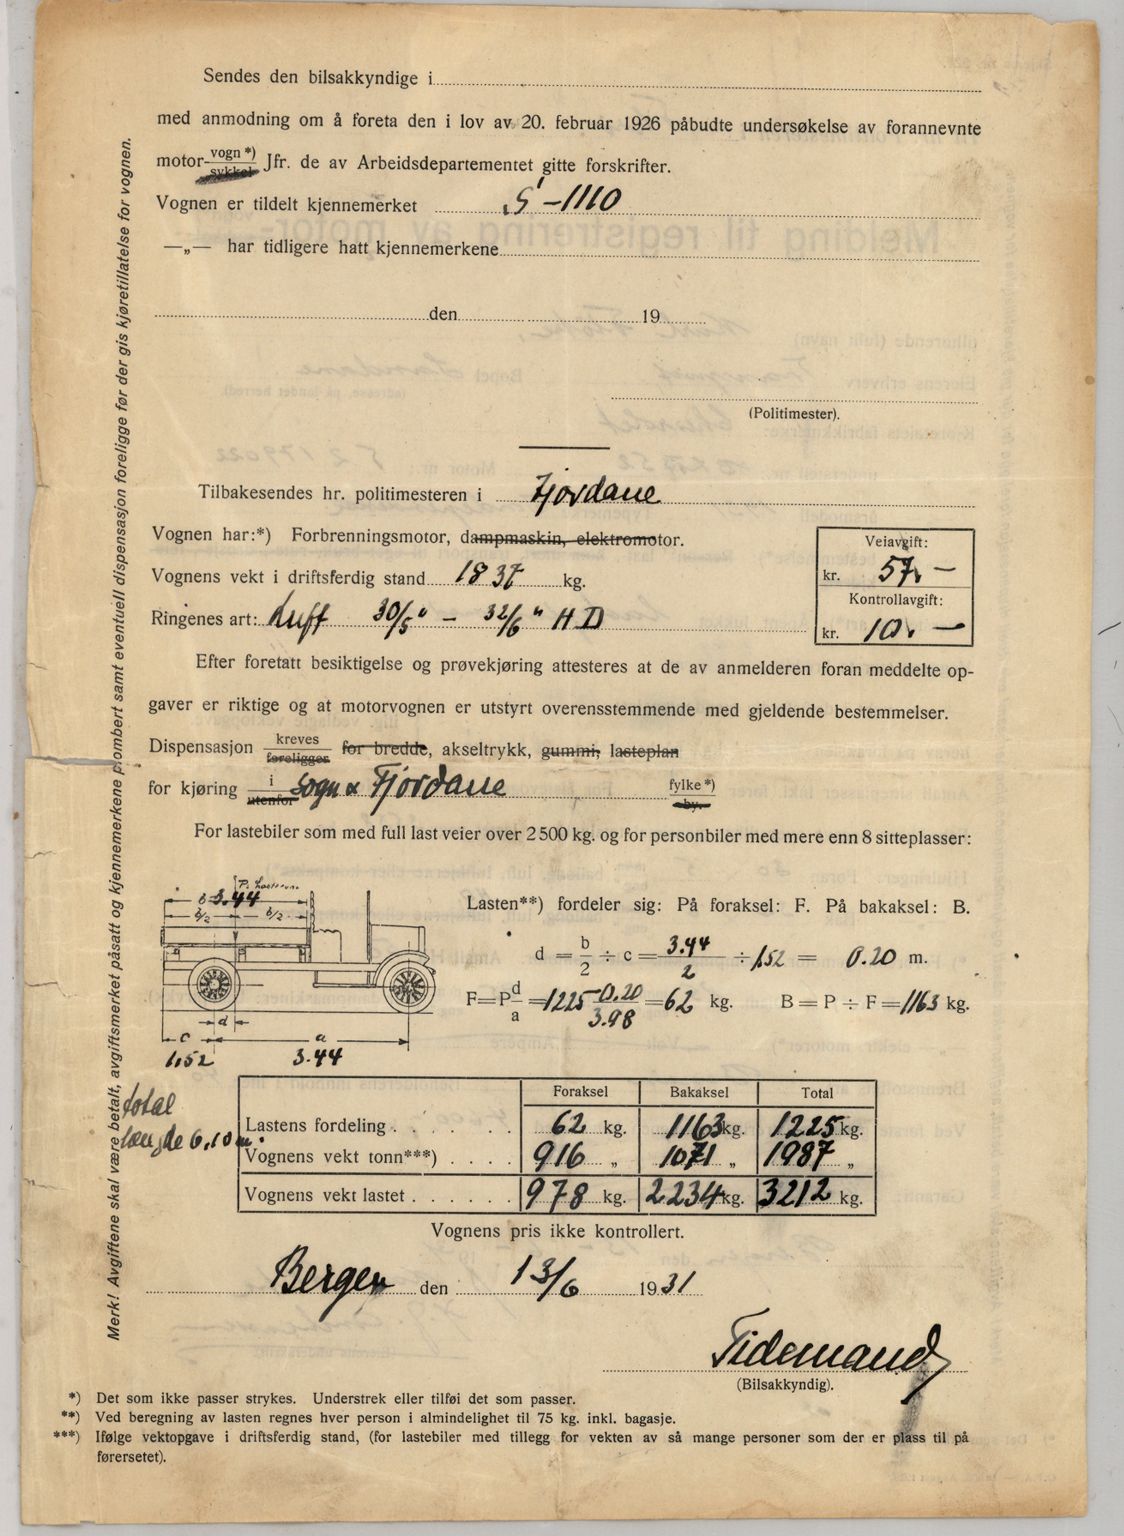 Sendes den bilsakkyndige i
med anmodning om å foreta den i lov av 20. februar 1926 påbudte undersøkelse av forannevnte
motor- vogn*) sykkel Jfr. de av Arbeidsdepartementet gitte forskrifter.
Vognen er tildelt kjennemerket S-1110
—„— har tidligere hatt kjennemerkene
den 19
(Politimester).
Tilbakesendes hr. politimesteren i Fjordane
Vognen har:*) Forbrenningsmotor, dampmaskin, elektromotor.
Vognens vekt i driftsferdig stand 1837 kg.
Ringenes art: Luft 30/5" - 32/6" H D
Veiavgift:
kr. 57,-
Kontrollavgift:
kr. 10,-
Efter foretatt besiktigelse og prøvekjøring attesteres at de av anmelderen foran meddelte op-
gaver er riktige og at motorvognen er utstyrt overensstemmende med gjeldende bestemmelser.
Dispensasjon kreves foreligger for bredde, akseltrykk, gummi, lasteplan
for kjøring i utenfor Sogn & Fjordane fylke*) by.
For lastebiler som med full last veier over 2500 kg. og for personbiler med mere enn 8 sitteplasser:
b 3.44
b/2 b/2
d
c a
1,52 3.44
Lasten**) fordeler sig: På foraksel: F. På bakaksel: B.
d = b/2 ÷ c = 3.44/2 ÷ 1,52 = 0.20 m.
F=P d/a = 1225 - 0.20/3.98 = 62 kg. B = P ÷ F = 1163 kg.
total
længde 6,10 m.
Foraksel Bakaksel Total
Lastens fordeling . . . . . . 62 kg. 1163 kg. 1225 kg.
Vognens vekt tonn***) . . . . 916 „ 1071 „ 1987 „
Vognens vekt lastet . . . . . . 978 kg. 2234 kg. 3212 kg.
Vognens pris ikke kontrollert.
Bergen den 13/6 1931
Tidemand
(Bilsakkyndig).
*) Det som ikke passer strykes. Understrek eller tilføi det som passer.
**) Ved beregning av lasten regnes hver person i almindelighet til 75 kg. inkl. bagasje.
***) Ifølge vektopgave i driftsferdig stand, (for lastebiler med tillegg for vekten av så mange personer som der er plass til på
førersetet).
Merk! Avgiftene skal være betalt, avgiftsmerket påsatt og kjennemerkene plombert samt eventuell dispensasjon foreligge før der gis kjøretillatelse for vognen.